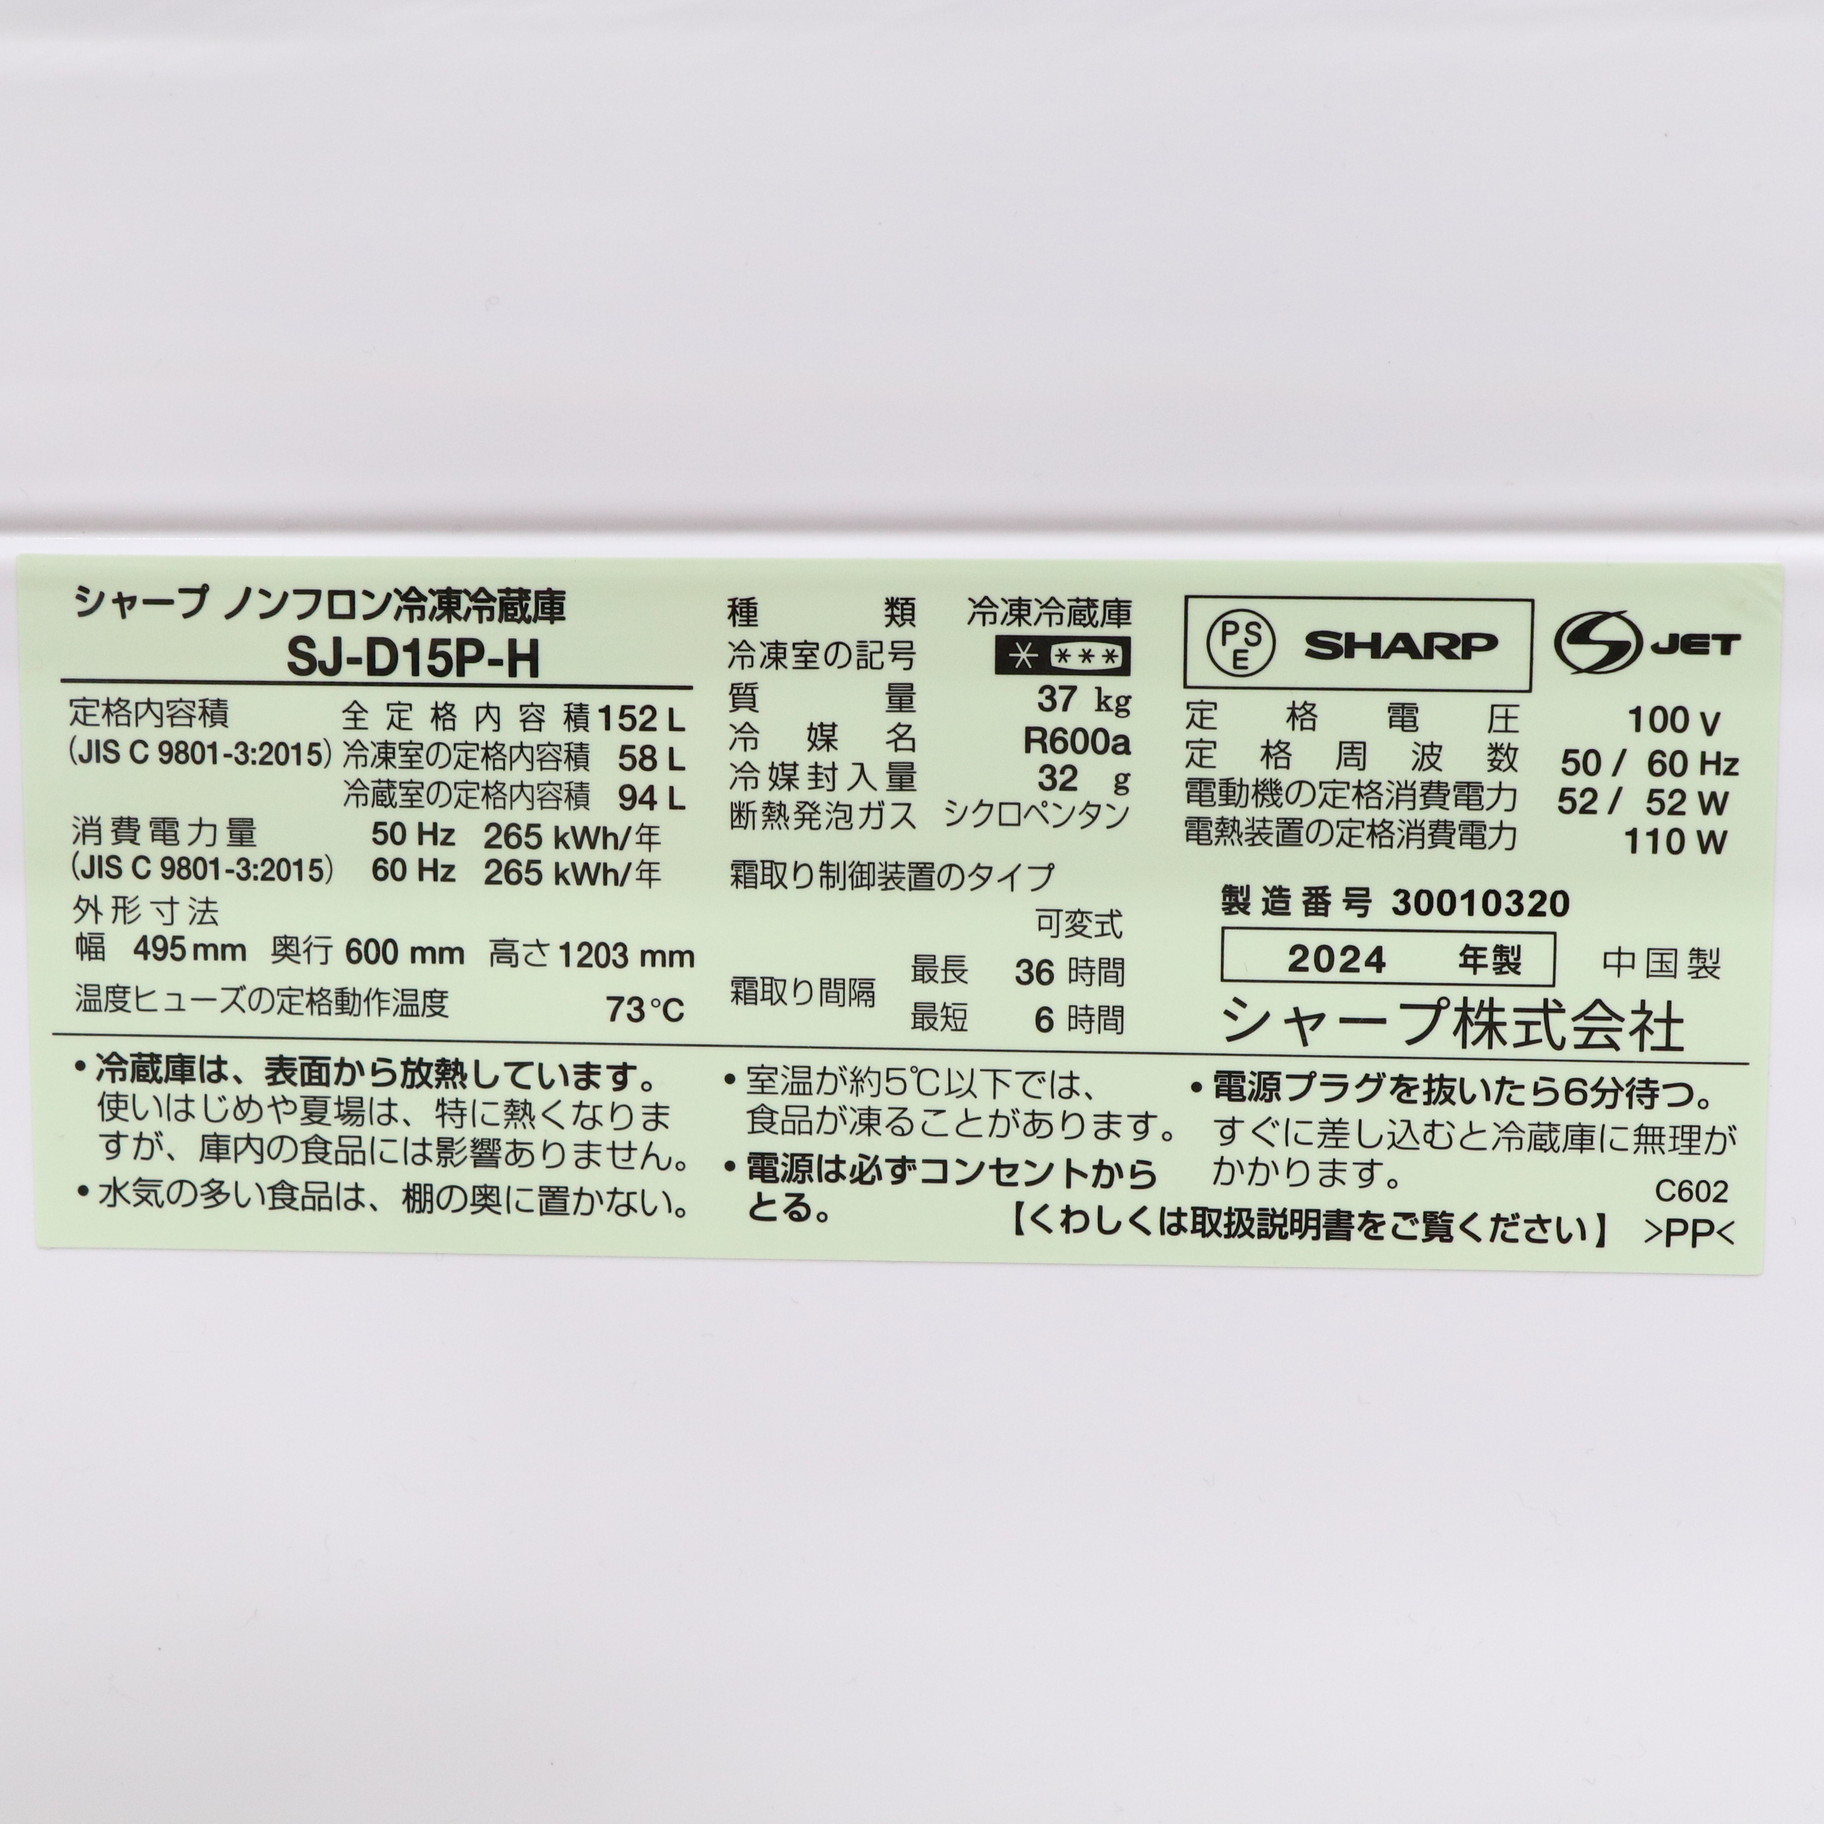 シャープ ノンフロン冷凍冷蔵庫
SJ-D15P-H
定格内容積 全定格内容積 152 L
(JIS C 9801-3:2015) 冷凍室の定格内容積 58 L
冷蔵室の定格内容積 94 L
消費電力量 50 Hz 265 kWh/年
(JIS C 9801-3:2015) 60 Hz 265 kWh/年
外形寸法
幅 495 mm 奥行 600 mm 高さ 1203 mm
温度ヒューズの定格動作温度 73℃
種類 冷凍冷蔵庫
冷凍室の記号 * ***
質量 37 kg
冷媒名 R600a
冷媒封入量 32 g
断熱発泡ガス シクロペンタン
霜取り制御装置のタイプ
可変式
霜取り間隔 最長 36 時間
最短 6 時間
PSE SHARP JET
定格電圧 100 V
定格周波数 50 / 60 Hz
電動機の定格消費電力 52 / 52 W
電熱装置の定格消費電力 110 W
製造番号 30010320
2024 年製 中国製
シャープ株式会社
・冷蔵庫は、表面から放熱しています。
使いはじめや夏場は、特に熱くなりま
すが、庫内の食品には影響ありません。
・水気の多い食品は、棚の奥に置かない。
・室温が約5℃以下では、
食品が凍ることがあります。
・電源は必ずコンセントから
とる。
・電源プラグを抜いたら6分待つ。
すぐに差し込むと冷蔵庫に無理が
かかります。
C602
【くわしくは取扱説明書をご覧ください】 >PP<